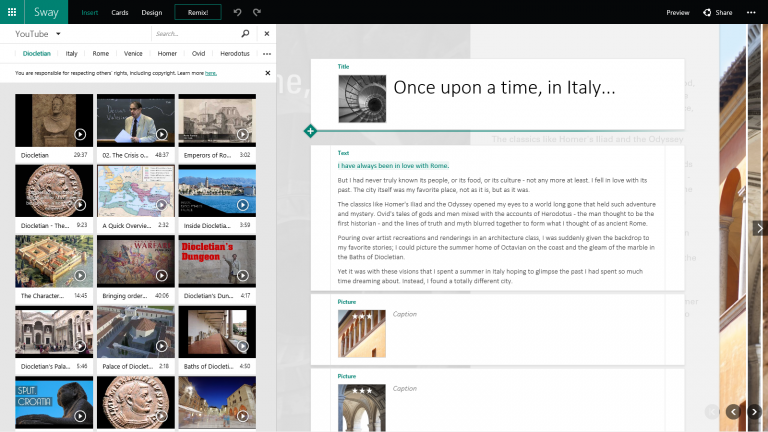 Sway
Insert
Cards
Design
Remix!
Preview
Share
YouTube
Search...
Diocletian
Italy
Rome
Venice
Homer
Ovid
Herodotus
You are responsible for respecting others' rights, including copyright. Learn more here.
Diocletian 29:37
02. The Crisis o... 48:37
Emperors of Ro... 3:02
Diocletian - The... 9:23
A Quick Overvie... 2:32
Inside Diocletia... 3:59
WARFARE
Diocletian's
Dungeon
The Character... 14:45
Bringing order... 40:06
Diocletian's Dun... 4:17
Diocletian's Pala... 5:46
Palace of Dioclet... 2:18
Baths of Diocleti... 4:50
SPLIT,
CROATIA
Title
Once upon a time, in Italy...
The classics like Homer's Iliad and the Odyssey
Text
I have always been in love with Rome.
But I had never truly known its people, or its food, or its culture - not any more at least. I fell in love with its
past. The city itself was my favorite place, not as it is, but as it was.
The classics like Homer's Iliad and the Odyssey opened my eyes to a world long gone that held such adventure
and mystery. Ovid's tales of gods and men mixed with the accounts of Herodotus - the man thought to be the
first historian - and the lines of truth and myth blurred together to form what I thought of as ancient Rome.
Pouring over artist recreations and renderings in an architecture class, I was suddenly given the backdrop to
my favorite stories; I could picture the summer home of Octavian on the coast and the gleam of the marble in
the Baths of Diocletian.
Yet it was with these visions that I spent a summer in Italy hoping to glimpse the past I had spent so much
time dreaming about. Instead, I found a totally different city.
Picture
Caption
Picture
Caption